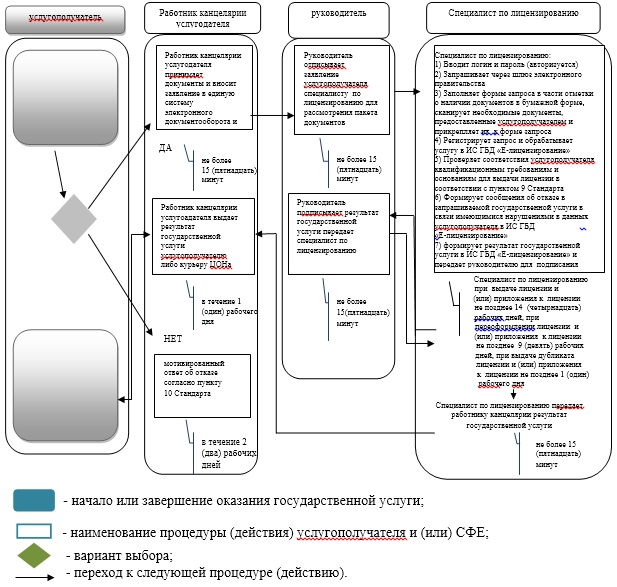 услугополучатель
Работник канцелярии
услугодателя
руководитель
Специалист по лицензированию
Работник канцелярии
услугодателя
принимает
документы и вносит
заявление в единую
систему
электронного
документооборота и
ДА
не более
15 (пятнадцать)
минут
Работник канцелярии
услугодателя выдает
результат
государственной
услуги
услугополучателю
либо курьеру ЦОНа
в течение 1
(один) рабочего
дня
НЕТ
мотивированный
ответ об отказе
согласно пункту
10 Стандарта
в течение 2
(два) рабочих
дней
Руководитель
отписывает
заявление
услугополучателя
специалисту по
лицензированию для
рассмотрения пакета
документов
не более 15
(пятнадцать)
минут
Руководитель
подписывает результат
государственной
услуги передает
специалист по
лицензированию
не более
15(пятнадцать)
минут
Специалист по лицензированию:
1) Вводит логин и пароль (авторизуется)
2) Запрашивает через шлюз электронного
правительства
3) Заполняет формы запроса в части отметки
о наличии документов в бумажной форме,
сканирует необходимые документы,
предоставленные услугополучателем и
прикрепляет их к форме запроса
4) Регистрирует запрос и обрабатывает
услугу в ИС ГБД «Е-лицензирование»
5) Проверяет соответствия услугополучателя
квалификационным требованиям и
основаниям для выдачи лицензии в
соответствии с пунктом 9 Стандарта
6) Формирует сообщения об отказе в
запрашиваемой государственной услуги в
связи имеющимися нарушениями в данных
услугополучателя в ИС ГБД
«Е-лицензирование»
7) формирует результат государственной
услуги в ИС ГБД «Е-лицензирование» и
передает руководителю для подписания
Специалист по лицензированию
при выдаче лицензии и
(или) приложения к лицензии
не позднее 14 (четырнадцать)
рабочих дней, при
переоформлении лицензии и
(или) приложения к лицензии
не позднее 9 (девять) рабочих
дней, при выдаче дубликата
лицензии и (или) приложения
к лицензии не позднее 1 (один)
рабочего дня
Специалист по лицензированию передает
работнику канцелярии результат
государственной услуги
не более 15
(пятнадцать)
минут
- начало или завершение оказания государственной услуги;
- наименование процедуры (действия) услугополучателя и (или) СФЕ;
- вариант выбора;
- переход к следующей процедуре (действию).